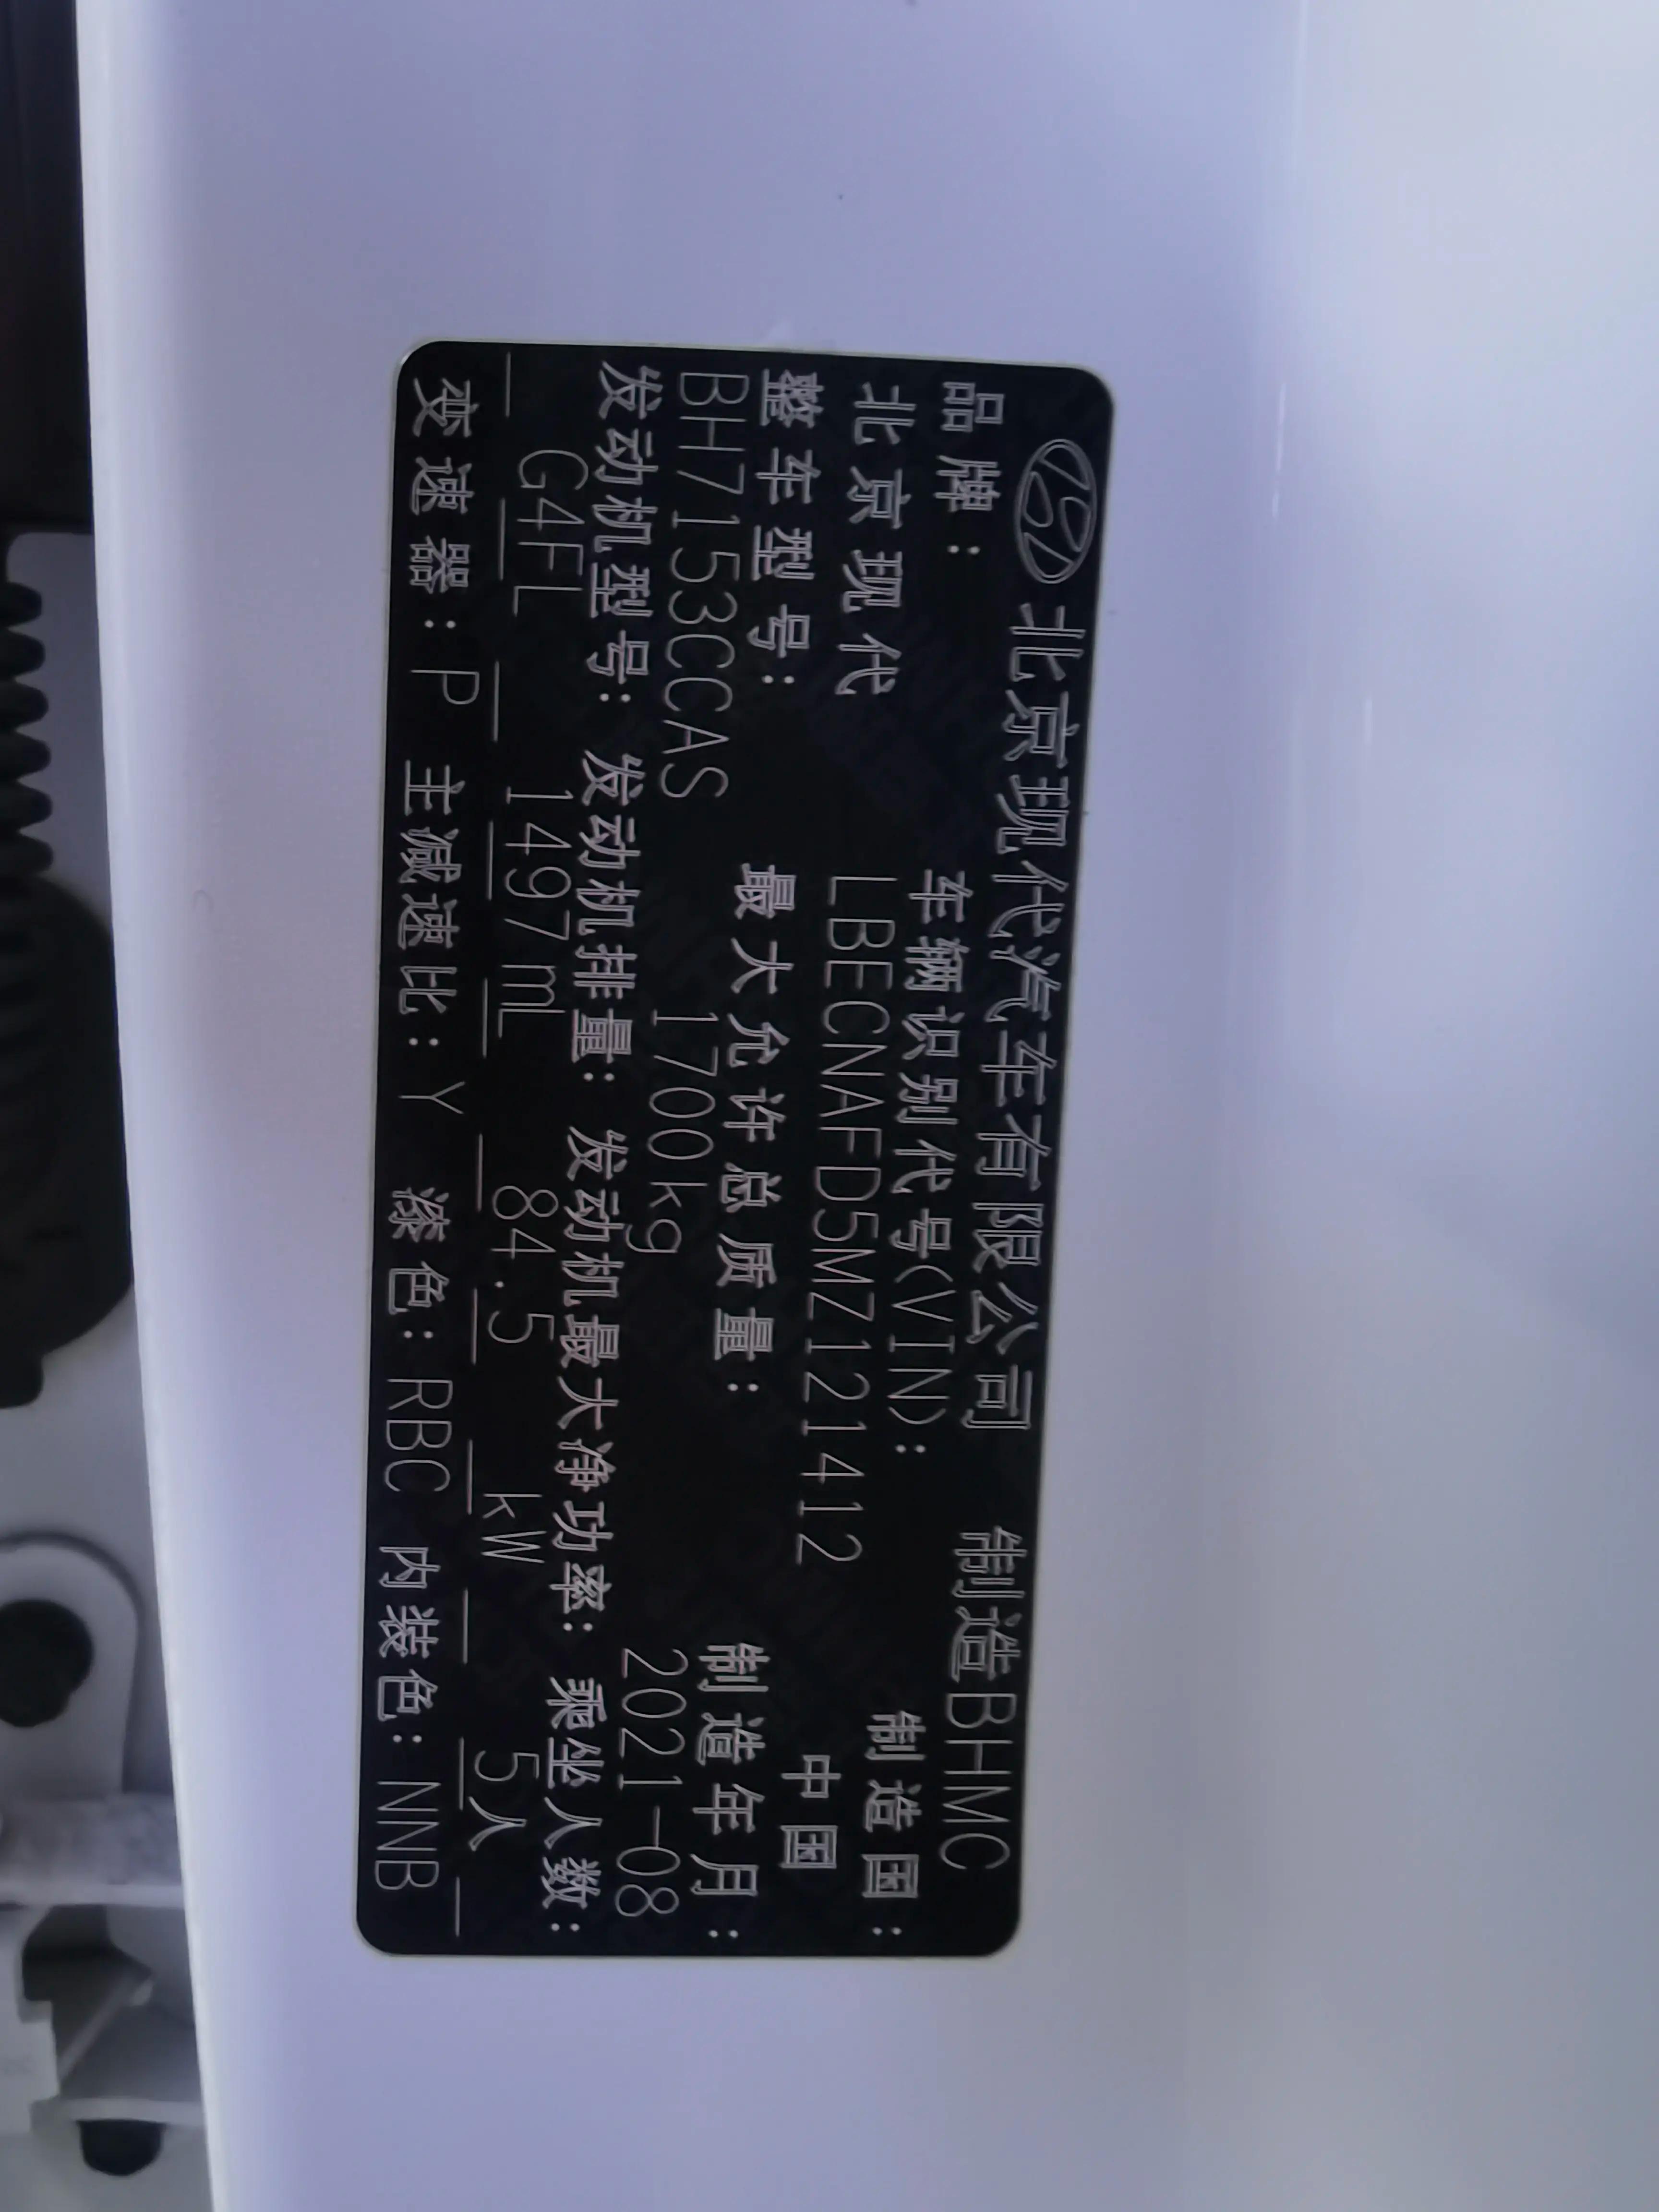 北京现代汽车有限公司 制造BHMC
品牌: 车辆识别代号(VIN): 制造国:
北京现代 LBECNAFD5MZ121412 中国
整车型号: 最大允许总质量: 制造年月:
BH7153CCAS 1700kg 2021-08
发动机型号: 发动机排量: 发动机最大净功率: 乘坐人数:
G4FL 1497mL 84.5 kW 5人
变速器: P 主减速比: Y 漆色: RBC 内装色: NNB